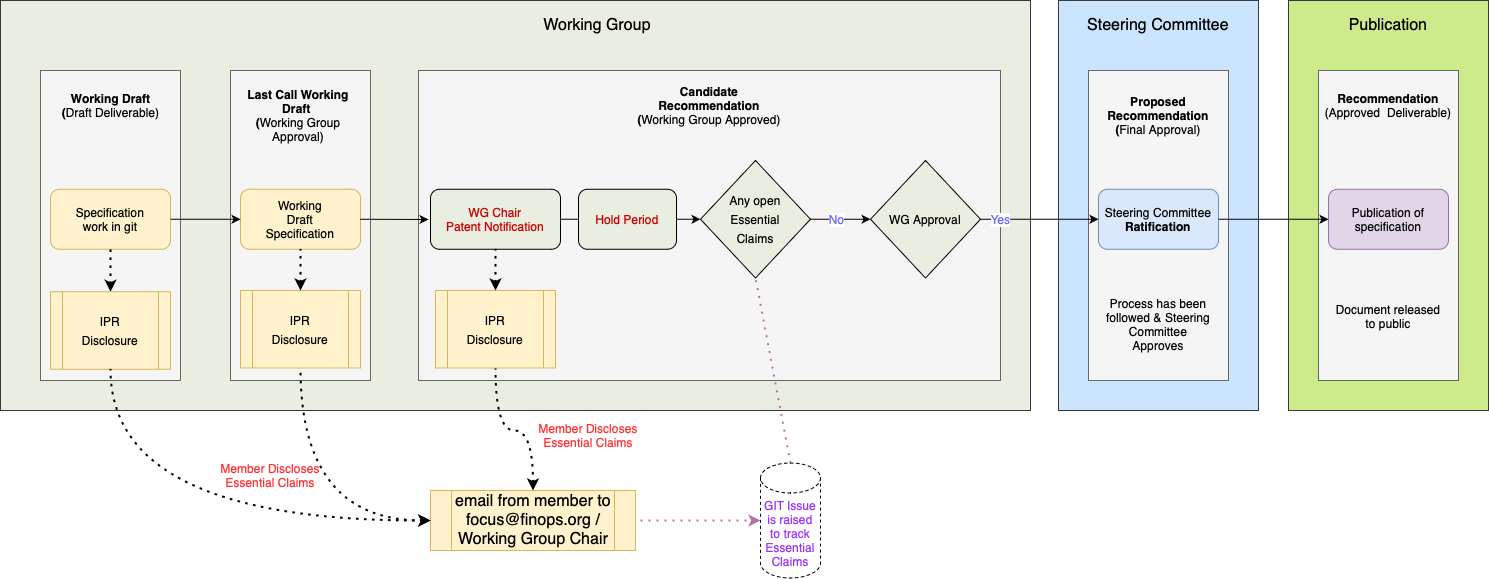 Working Group
Steering Committee
Publication
Working Draft
(Draft Deliverable)
Last Call Working
Draft
(Working Group
Approval)
Candidate
Recommendation
(Working Group Approved)
Proposed
Recommendation
(Final Approval)
Recommendation
(Approved Deliverable)
Specification
work in git
Working
Draft
Specification
WG Chair
Patent Notification
Hold Period
Any open
Essential
Claims
No
WG Approval
Yes
Steering Committee
Ratification
Publication of
specification
IPR
Disclosure
IPR
Disclosure
IPR
Disclosure
Process has been
followed & Steering
Committee
Approves
Document released
to public
Member Discloses
Essential Claims
Member Discloses
Essential Claims
email from member to
focus@finops.org /
Working Group Chair
GIT Issue
is raised
to track
Essential
Claims